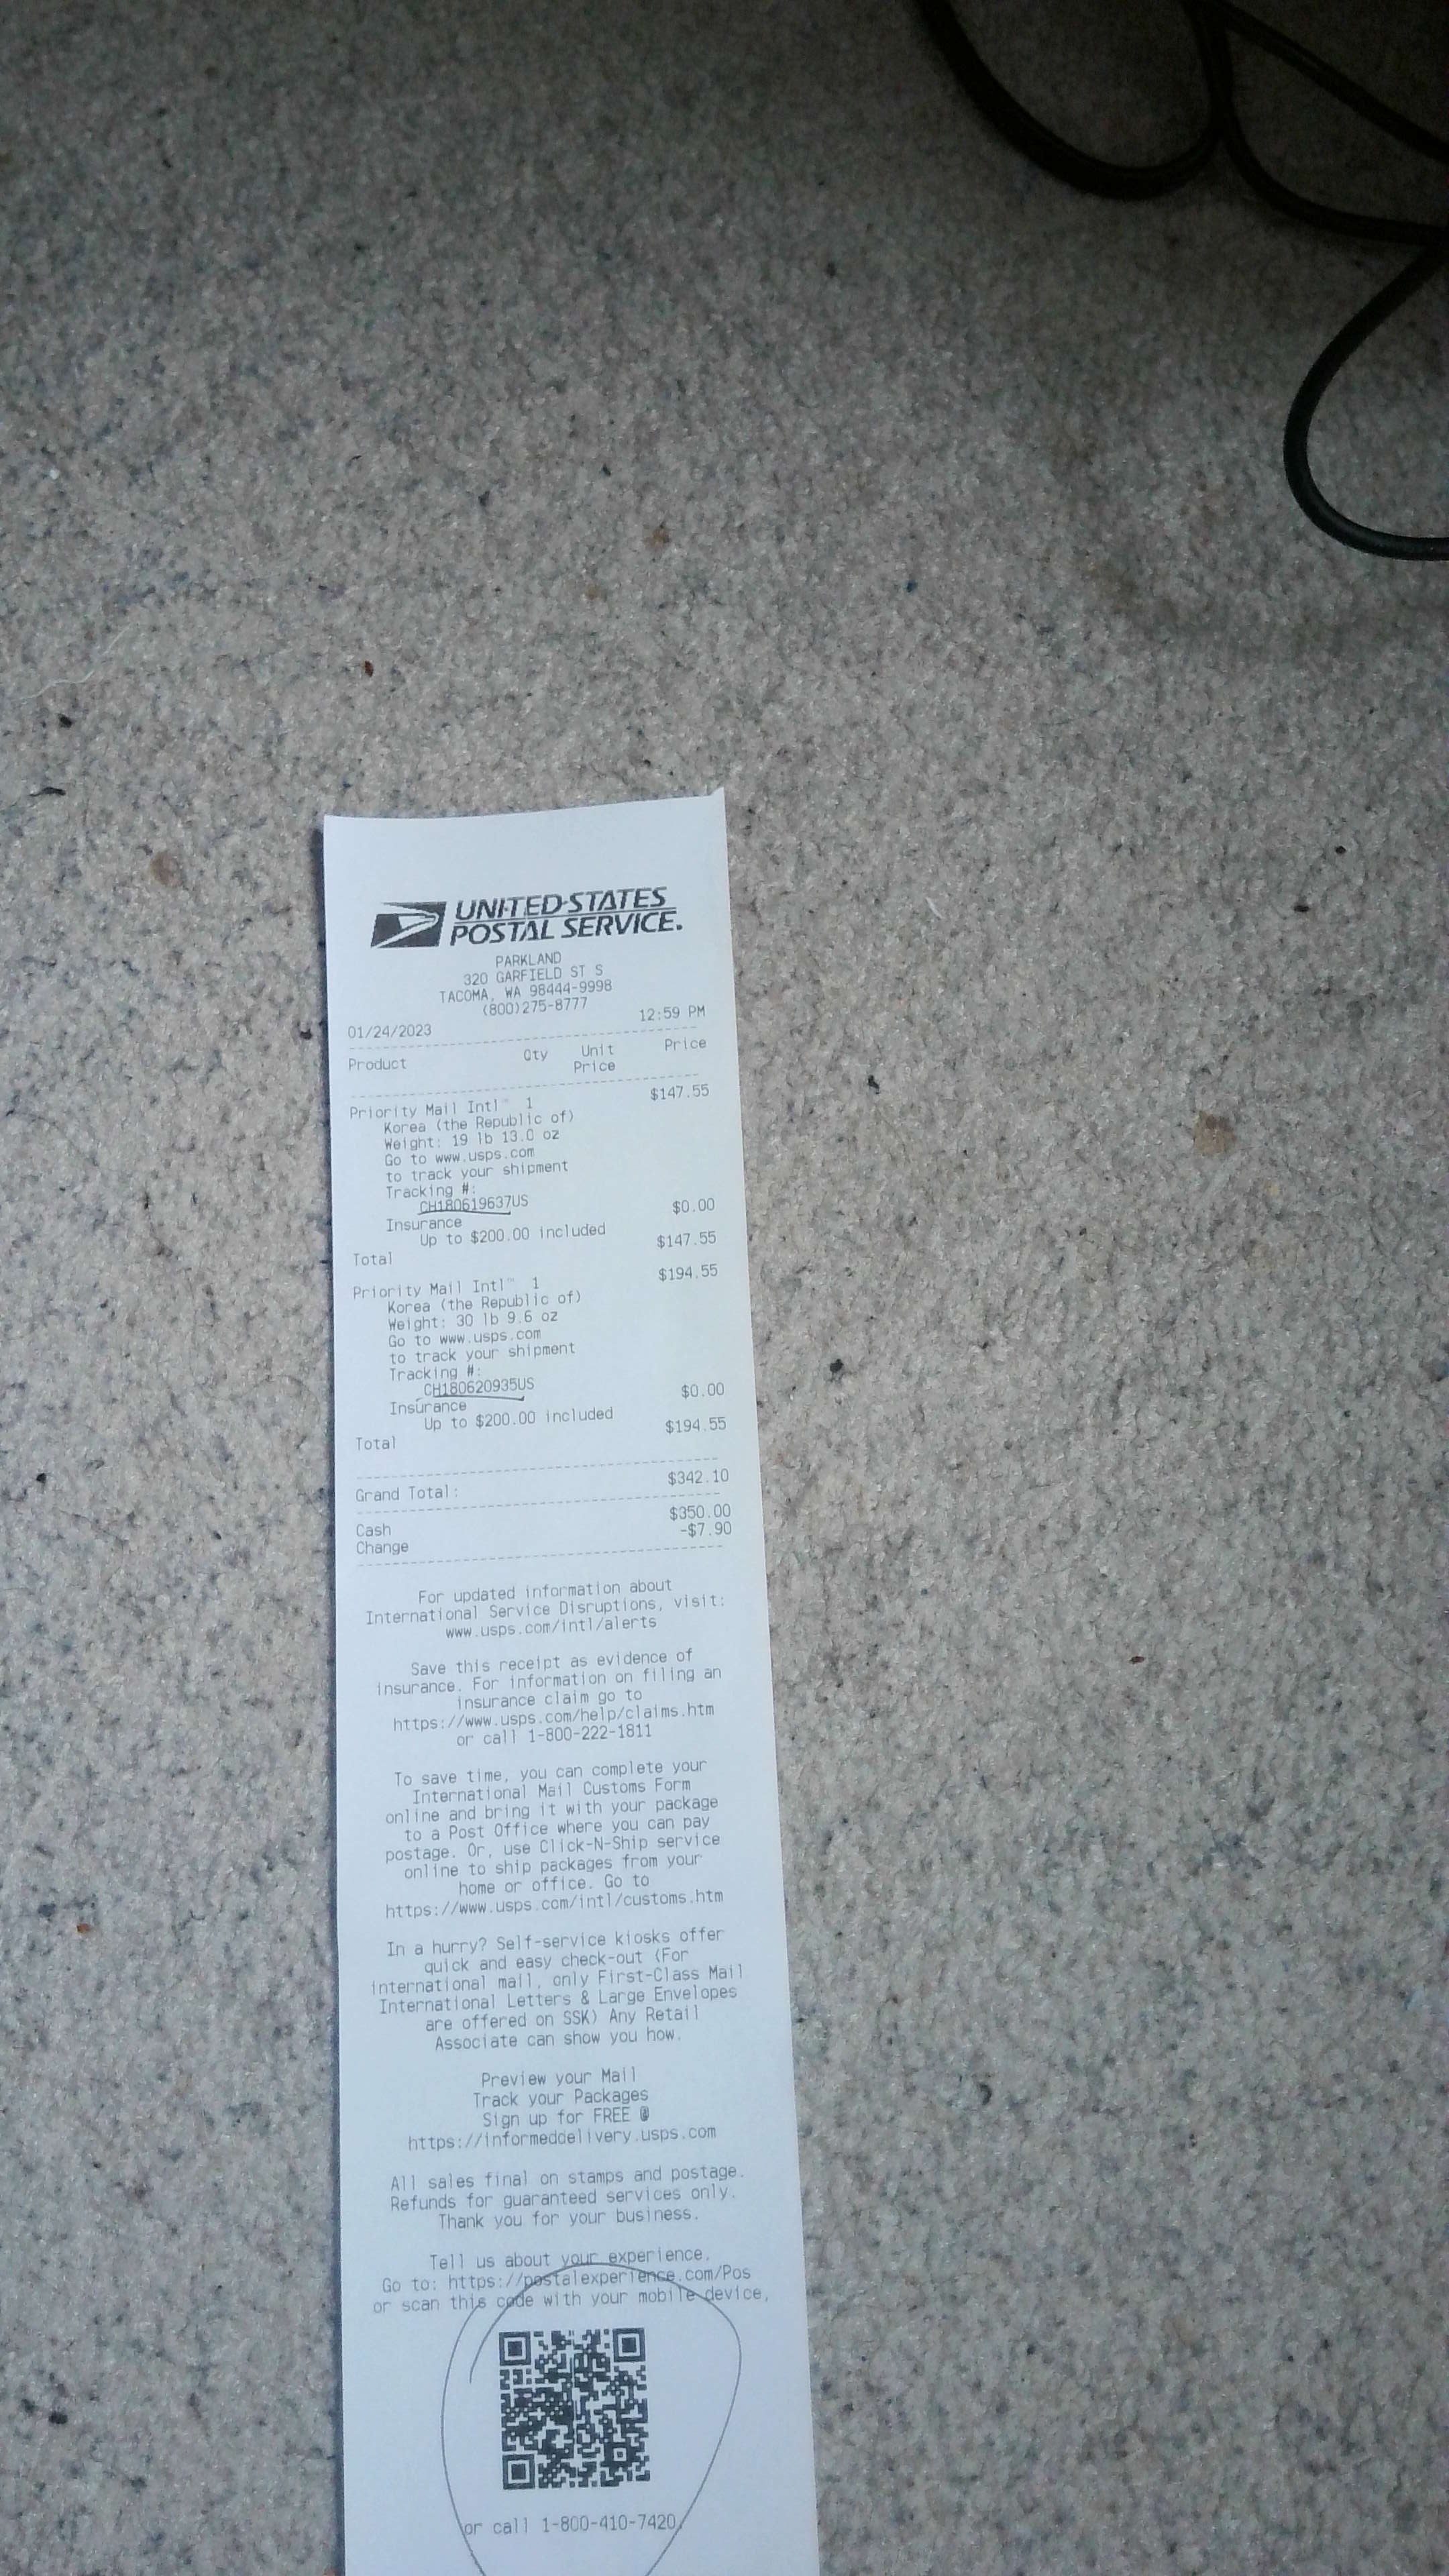 UNITED STATES
POSTAL SERVICE.
PARKLAND
320 GARFIELD ST S
TACOMA, WA 98444-9998
(800)275-8777
01/24/2023 12:59 PM
Product Qty Unit Price
Price
Priority Mail Intl™ 1 $147.55
Korea (the Republic of)
Weight: 19 lb 13.0 oz
Go to www.usps.com
to track your shipment
Tracking #:
CH180619637US
Insurance $0.00
Up to $200.00 included
Total $147.55
Priority Mail Intl™ 1 $194.55
Korea (the Republic of)
Weight: 30 lb 9.6 oz
Go to www.usps.com
to track your shipment
Tracking #:
CH180620935US
Insurance $0.00
Up to $200.00 included
Total $194.55
Grand Total: $342.10
Cash $350.00
Change -$7.90
For updated information about
International Service Disruptions, visit:
www.usps.com/intl/alerts
Save this receipt as evidence of
insurance. For information on filing an
insurance claim go to
https://www.usps.com/help/claims.htm
or call 1-800-222-1811
To save time, you can complete your
International Mail Customs Form
online and bring it with your package
to a Post Office where you can pay
postage. Or, use Click-N-Ship service
online to ship packages from your
home or office. Go to
https://www.usps.com/intl/customs.htm
In a hurry? Self-service kiosks offer
quick and easy check-out (For
international mail, only First-Class Mail
International Letters & Large Envelopes
are offered on SSK) Any Retail
Associate can show you how.
Preview your Mail
Track your Packages
Sign up for FREE @
https://informeddelivery.usps.com
All sales final on stamps and postage.
Refunds for guaranteed services only.
Thank you for your business.
Tell us about your experience.
Go to: https://postalexperience.com/Pos
or scan this code with your mobile device,
or call 1-800-410-7420